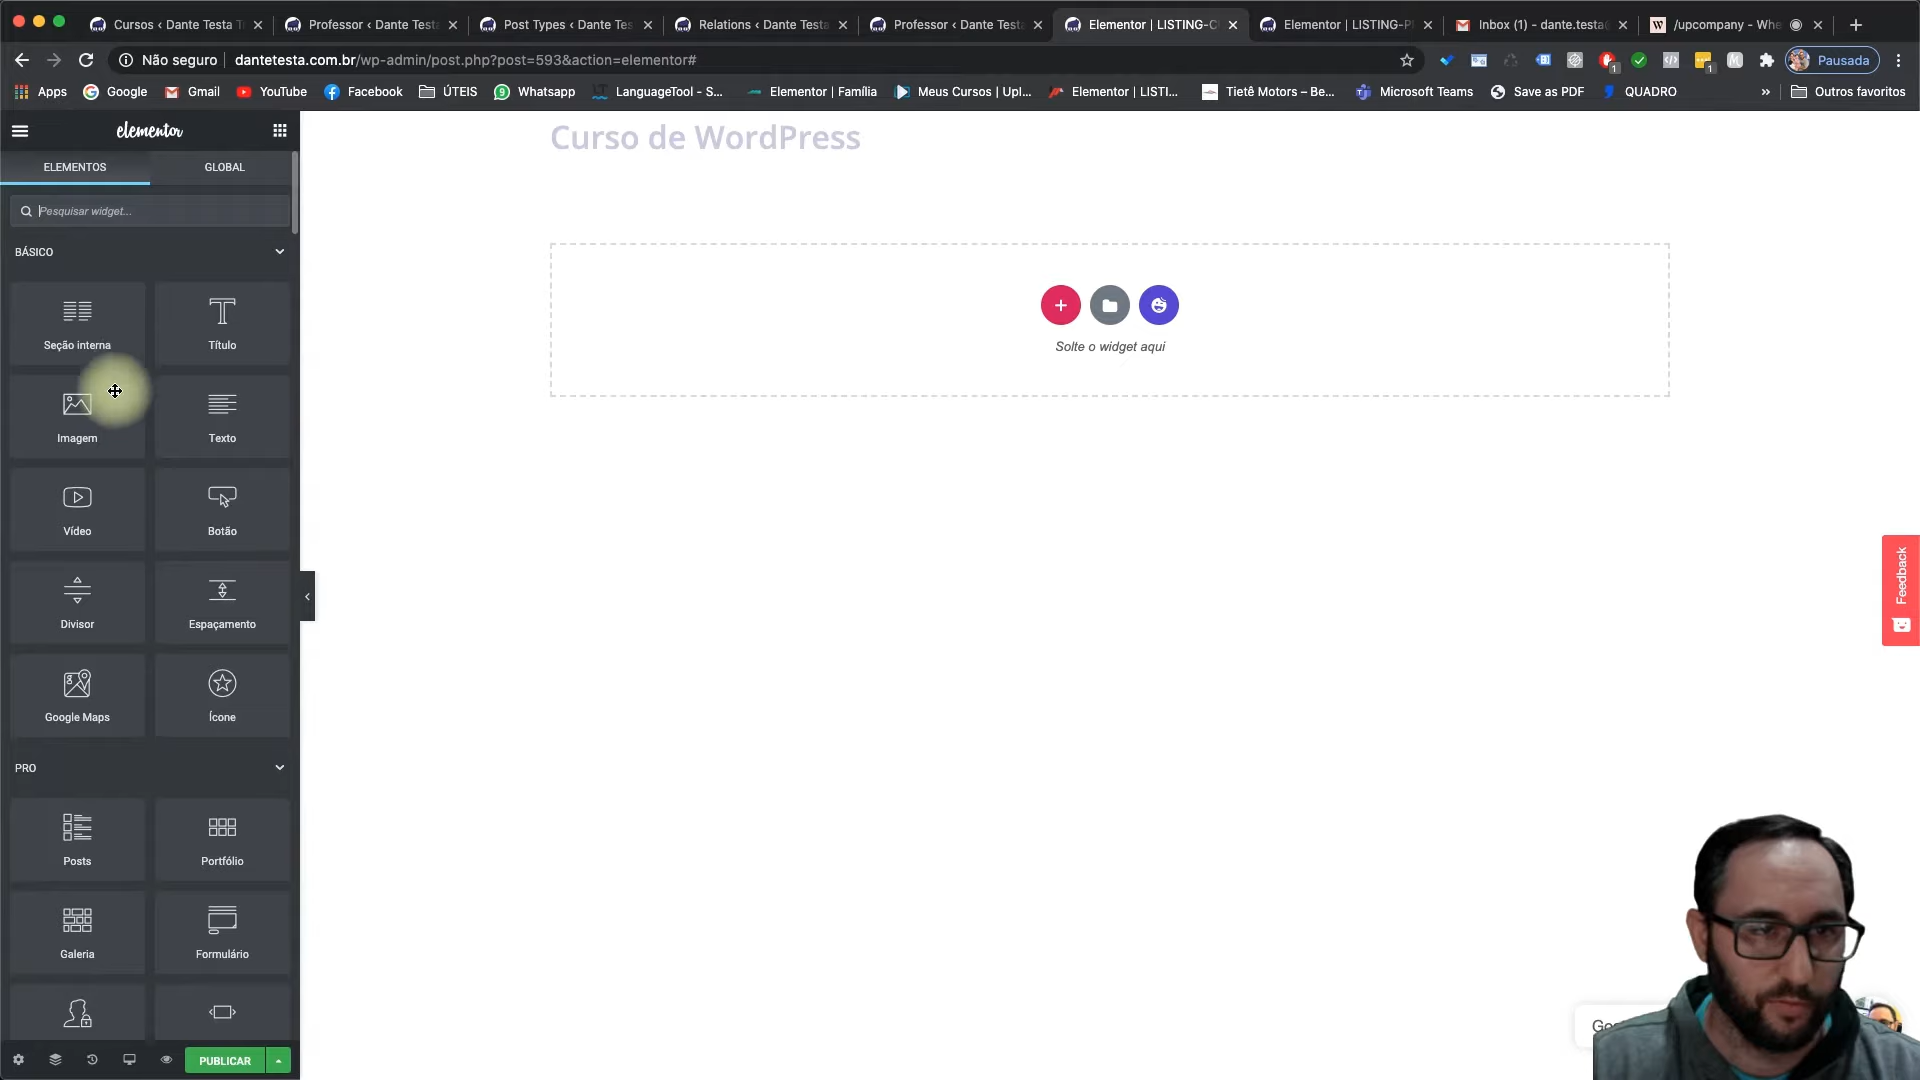 Cursos ‹ Dante Testa T
Professor ‹ Dante Testa
Post Types ‹ Dante Tes
Relations ‹ Dante Testa
Professor ‹ Dante Testa
Elementor | LISTING-C
Elementor | LISTING-P
Inbox (1) - dante.testa
/upcompany - Whe
Não seguro
dantetesta.com.br/wp-admin/post.php?post=593&action=elementor#
1
1
Pausada
Apps
Google
Gmail
YouTube
Facebook
ÚTEIS
Whatsapp
LanguageTool - S...
Elementor | Família
Meus Cursos | Upl...
Elementor | LISTI...
Tietê Motors – Be...
Microsoft Teams
Save as PDF
QUADRO
»
Outros favoritos
elementor
ELEMENTOS
GLOBAL
Pesquisar widget...
BÁSICO
Seção interna
Título
Imagem
Texto
Vídeo
Botão
Divisor
Espaçamento
Google Maps
Ícone
PRO
Posts
Portfólio
Galeria
Formulário
PUBLICAR
Curso de WordPress
Solte o widget aqui
Feedback